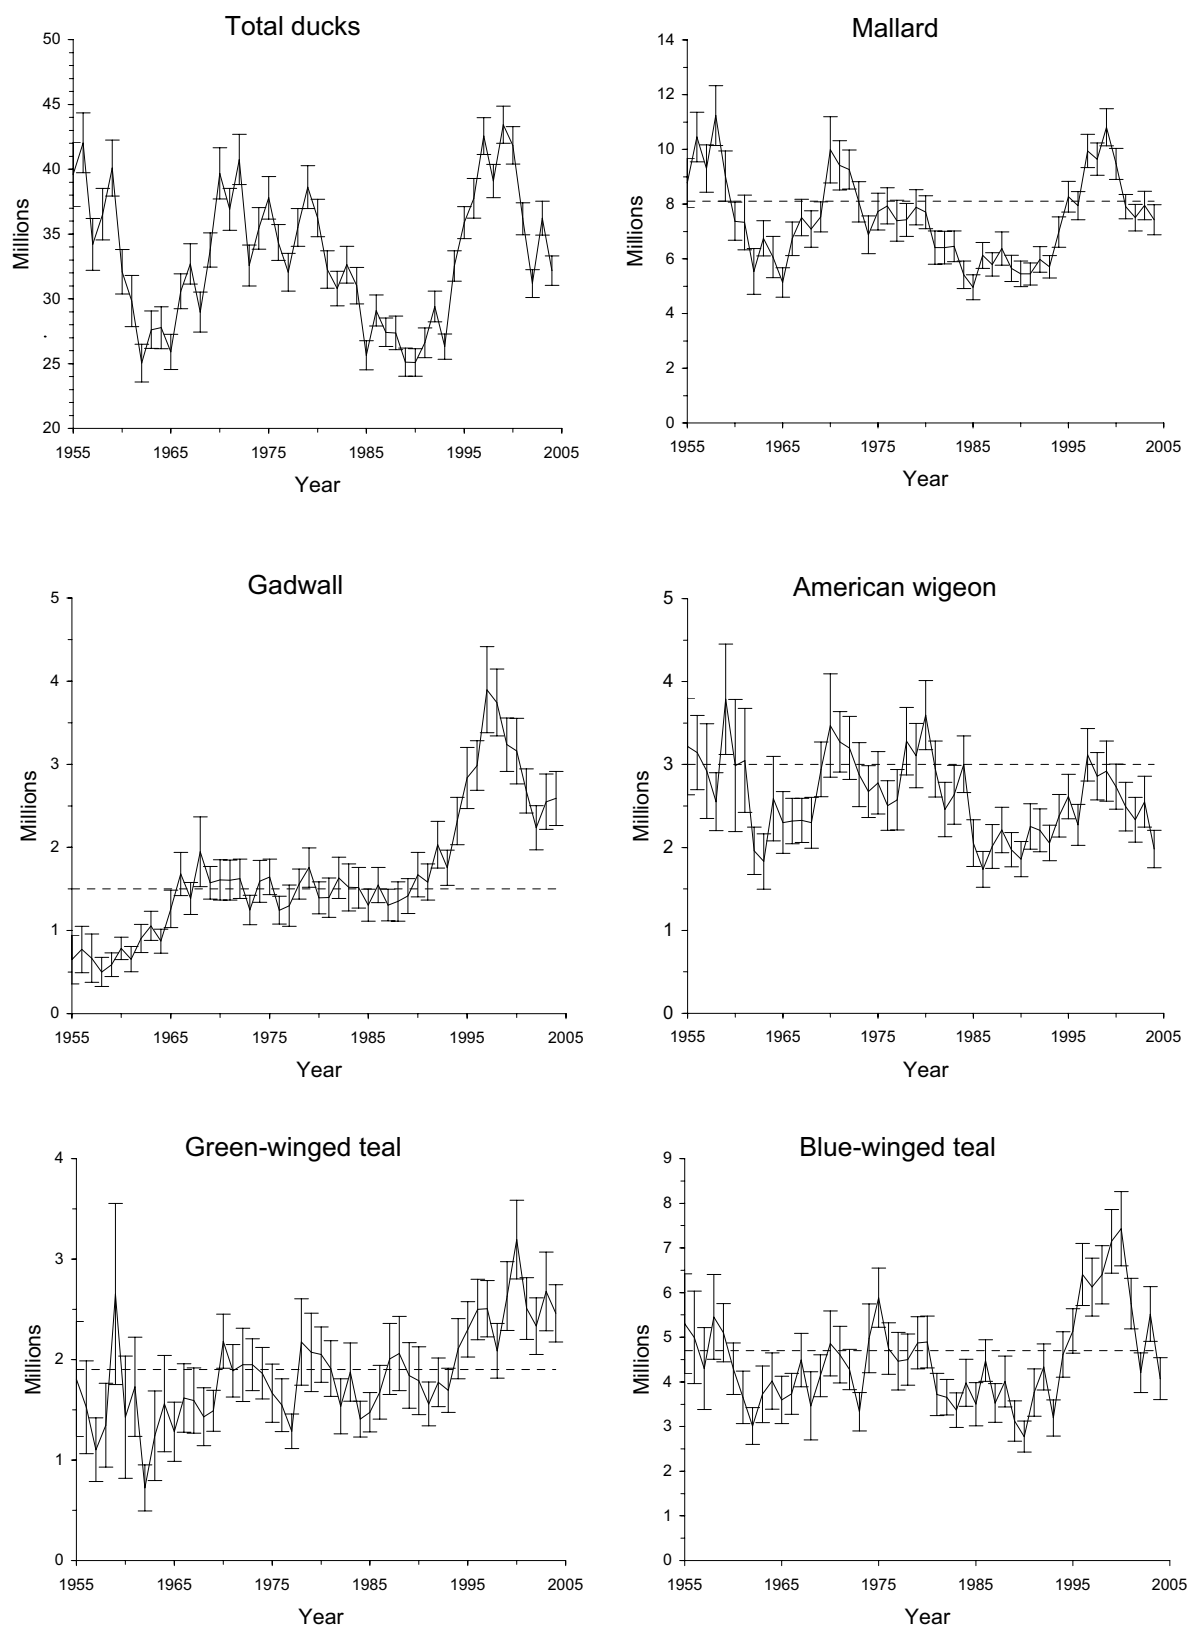 Total ducks
50
45
40
35
30
25
20
Millions
1955 1965 1975 1985 1995 2005
Year
Mallard
14
12
10
8
6
4
2
0
Millions
1955 1965 1975 1985 1995 2005
Year
Gadwall
5
4
3
2
1
0
Millions
1955 1965 1975 1985 1995 2005
Year
American wigeon
5
4
3
2
1
0
Millions
1955 1965 1975 1985 1995 2005
Year
Green-winged teal
4
3
2
1
0
Millions
1955 1965 1975 1985 1995 2005
Year
Blue-winged teal
9
8
7
6
5
4
3
2
1
0
Millions
1955 1965 1975 1985 1995 2005
Year